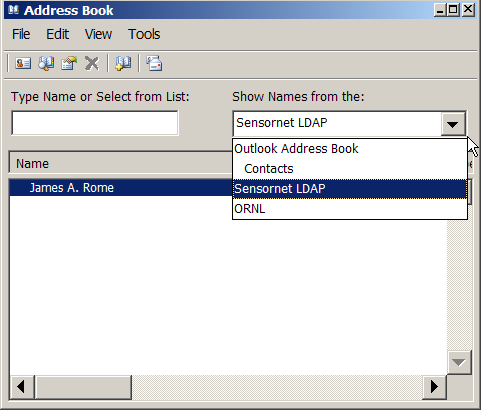 Address Book
File Edit View Tools
Type Name or Select from List: Show Names from the:
Sensornet LDAP
Outlook Address Book
Contacts
Sensornet LDAP
ORNL
Name
James A. Rome